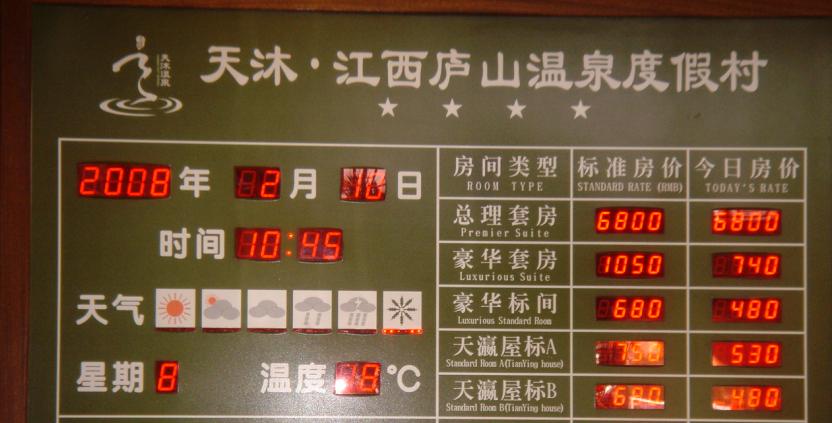 天沐温泉
天沐·江西庐山温泉度假村
2008年 2月 16日
时间 10:45
天气
星期 8
温度 ℃
房间类型 标准房价 今日房价
ROOM TYPE STANDARD RATE (RMB) TODAY'S RATE
总理套房 6800 6800
Premier Suite
豪华套房 1050 740
Luxurious Suite
豪华标间 680 480
Luxurious Standard Room
天瀛屋标A 530
Standard Room A(TianYing house)
天瀛屋标B 480
Standard Room B(TianYing house)